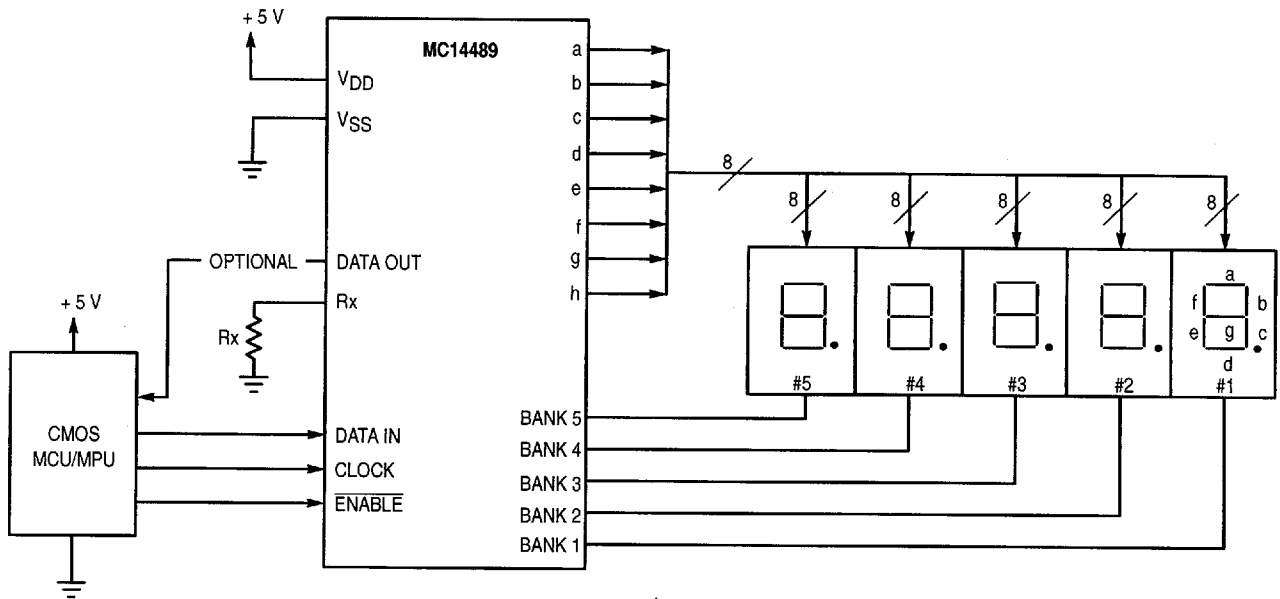 + 5 V
MC14489
VDD
VSS
a
b
c
d
e
f
g
h
8
8
8
8
8
8
OPTIONAL
DATA OUT
Rx
Rx
+ 5 V
CMOS
MCU/MPU
DATA IN
CLOCK
ENABLE
BANK 5
BANK 4
BANK 3
BANK 2
BANK 1
a
f
b
e
g
c
d
#5
#4
#3
#2
#1